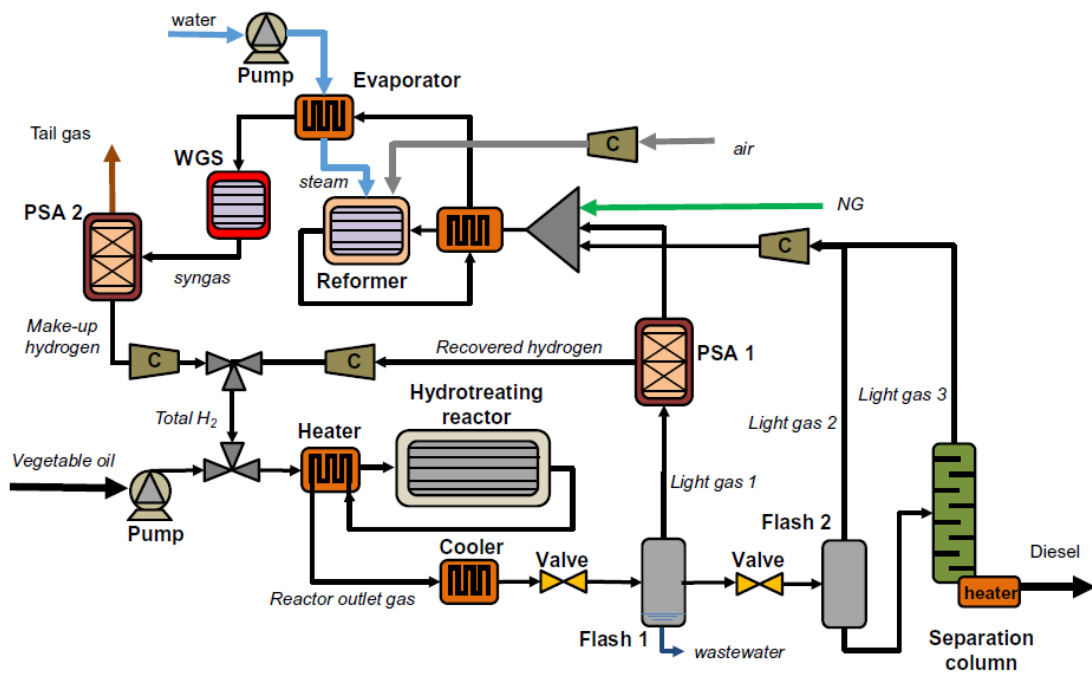 water
Pump
Evaporator
Tail gas
WGS
steam
C
air
PSA 2
NG
C
syngas
Reformer
Make-up
hydrogen
C
C
Recovered hydrogen
PSA 1
Hydrotreating
reactor
Total H₂
Heater
Light gas 2
Light gas 3
Vegetable oil
Light gas 1
Pump
Flash 2
Cooler
Valve
Valve
Diesel
Reactor outlet gas
heater
Flash 1
wastewater
Separation
column